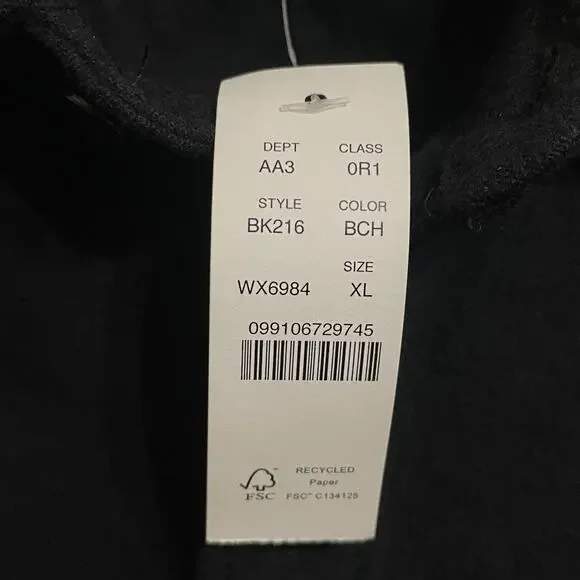 DEPT CLASS
AA3 0R1
STYLE COLOR
BK216 BCH
SIZE
WX6984 XL
099106729745
RECYCLED
Paper
FSC FSC™ C134125